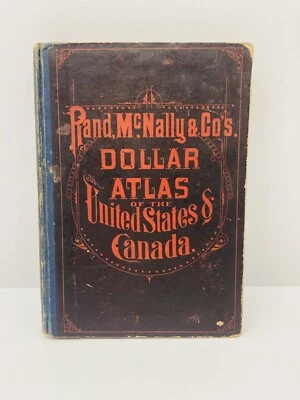 Rand, McNally & Co's.
DOLLAR
ATLAS
OF THE
United States &
Canada.